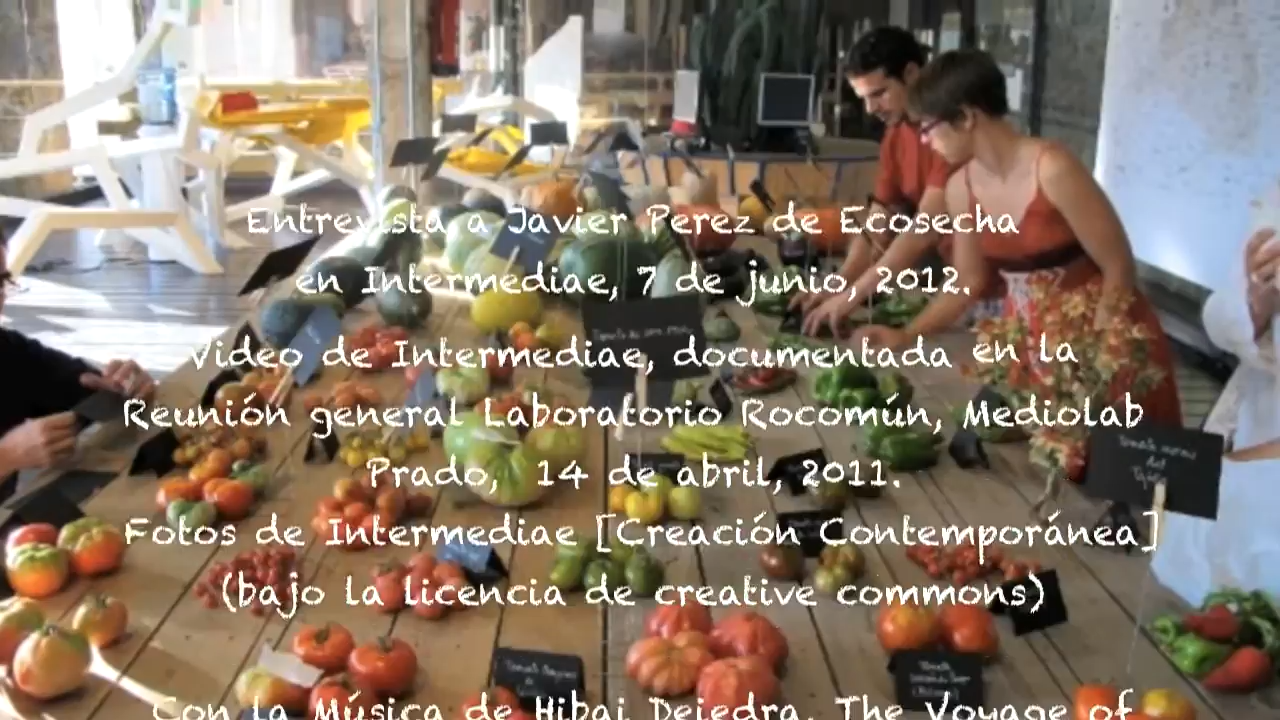 Entrevista a Javier Perez de Ecosecha
en Intermediae, 7 de junio, 2012.
Video de Intermediae, documentada en la
Reunión general Laboratorio Rocomún, Mediolab
Prado, 14 de abril, 2011.
Fotos de Intermediae [Creación Contemporánea]
(bajo la licencia de creative commons)
Con la Música de Hibai Deiedra, The Voyage of